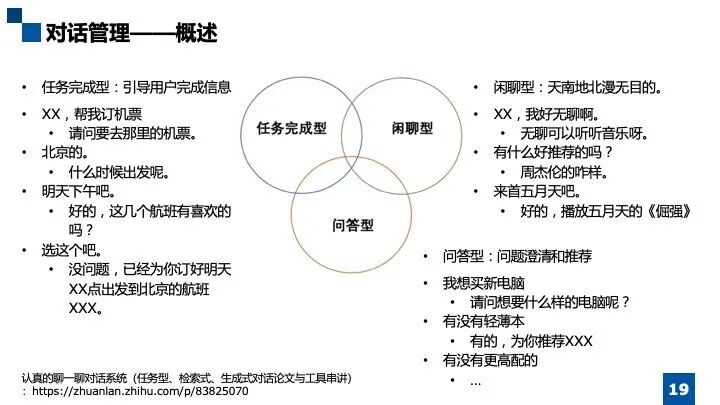 对话管理——概述
• 任务完成型：引导用户完成信息
• XX，帮我订机票
• 请问要去那里的机票。
• 北京的。
• 什么时候出发呢。
• 明天下午吧。
• 好的，这几个航班有喜欢的
吗？
• 选这个吧。
• 没问题，已经为你订好明天
XX点出发到北京的航班
XXX。
任务完成型
闲聊型
问答型
• 闲聊型：天南地北漫无目的。
• XX，我好无聊啊。
• 无聊可以听听音乐呀。
• 有什么好推荐的吗？
• 周杰伦的咋样。
• 来首五月天吧。
• 好的，播放五月天的《倔强》
• 问答型：问题澄清和推荐
• 我想买新电脑
• 请问想要什么样的电脑呢？
• 有没有轻薄本
• 有的，为你推荐XXX
• 有没有更高配的
• ...
认真的聊一聊对话系统（任务型、检索式、生成式对话论文与工具串讲）
：https://zhuanlan.zhihu.com/p/83825070
19